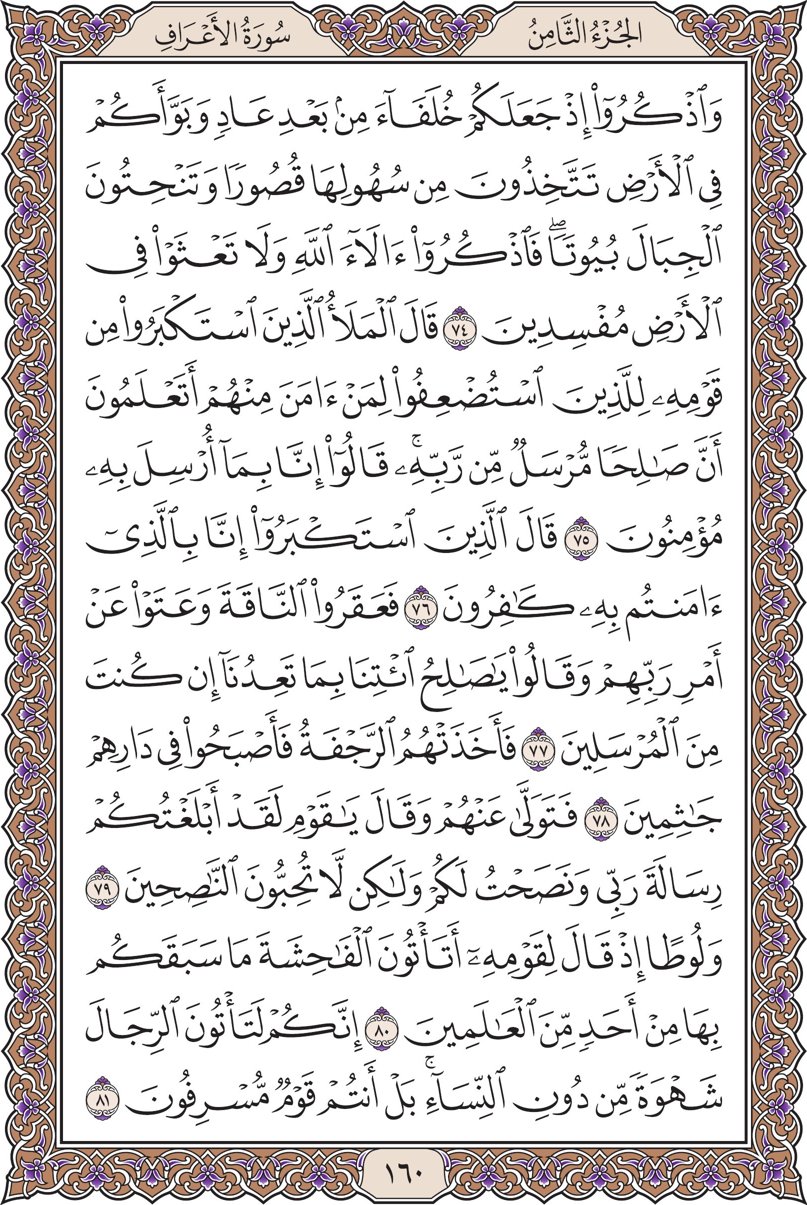 الجُزْءُ الثَّامِنُ
سُورَةُ الأَعْرَافِ
وَٱذْكُرُوٓا۟ إِذْ جَعَلَكُمْ خُلَفَآءَ مِنۢ بَعْدِ عَادٍ وَبَوَّأَكُمْ
فِى ٱلْأَرْضِ تَتَّخِذُونَ مِن سُهُولِهَا قُصُورًا وَتَنْحِتُونَ
ٱلْجِبَالَ بُيُوتًا ۖ فَٱذْكُرُوٓا۟ ءَالَآءَ ٱللَّهِ وَلَا تَعْثَوْا۟ فِى
ٱلْأَرْضِ مُفْسِدِينَ ٧٤ قَالَ ٱلْمَلَأُ ٱلَّذِينَ ٱسْتَكْبَرُوا۟ مِن
قَوْمِهِۦ لِلَّذِينَ ٱسْتُضْعِفُوا۟ لِمَنْ ءَامَنَ مِنْهُمْ أَتَعْلَمُونَ
أَنَّ صَـٰلِحًا مُّرْسَلٌ مِّن رَّبِّهِۦ ۚ قَالُوٓا۟ إِنَّا بِمَآ أُرْسِلَ بِهِۦ
مُؤْمِنُونَ ٧٥ قَالَ ٱلَّذِينَ ٱسْتَكْبَرُوٓا۟ إِنَّا بِٱلَّذِىٓ
ءَامَنتُم بِهِۦ كَـٰفِرُونَ ٧٦ فَعَقَرُوا۟ ٱلنَّاقَةَ وَعَتَوْا۟ عَنْ
أَمْرِ رَبِّهِمْ وَقَالُوا۟ يَـٰصَـٰلِحُ ٱئْتِنَا بِمَا تَعِدُنَآ إِن كُنتَ
مِنَ ٱلْمُرْسَلِينَ ٧٧ فَأَخَذَتْهُمُ ٱلرَّجْفَةُ فَأَصْبَحُوا۟ فِى دَارِهِمْ
جَـٰثِمِينَ ٧٨ فَتَوَلَّىٰ عَنْهُمْ وَقَالَ يَـٰقَوْمِ لَقَدْ أَبْلَغْتُكُمْ
رِسَالَةَ رَبِّى وَنَصَحْتُ لَكُمْ وَلَـٰكِن لَّا تُحِبُّونَ ٱلنَّـٰصِحِينَ ٧٩
وَلُوطًا إِذْ قَالَ لِقَوْمِهِۦٓ أَتَأْتُونَ ٱلْفَـٰحِشَةَ مَا سَبَقَكُم
بِهَا مِنْ أَحَدٍ مِّنَ ٱلْعَـٰلَمِينَ ٨٠ إِنَّكُمْ لَتَأْتُونَ ٱلرِّجَالَ
شَهْوَةً مِّن دُونِ ٱلنِّسَآءِ ۚ بَلْ أَنتُمْ قَوْمٌ مُّسْرِفُونَ ٨١
١٦٠